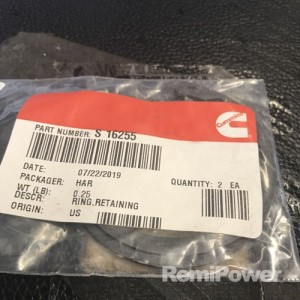 Cummins
PART NUMBER: S 16255
DATE: 07/22/2019
PACKAGER: HAR QUANTITY: 2 EA
WT (LB): 0.25
DESCR: RING,RETAINING
ORIGIN: US
RemiPower